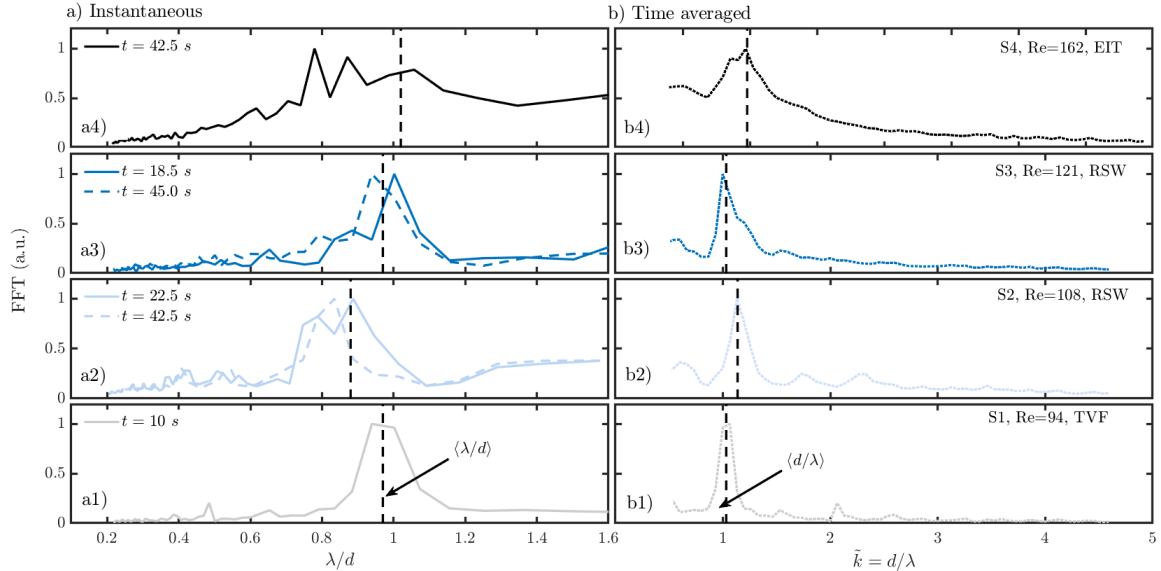 a) Instantaneous
b) Time averaged
1
t = 42.5 s
0.5
a4)
0
S4, Re=162, EIT
b4)
1
t = 18.5 s
t = 45.0 s
0.5
a3)
0
S3, Re=121, RSW
b3)
1
t = 22.5 s
t = 42.5 s
0.5
a2)
0
S2, Re=108, RSW
b2)
1
t = 10 s
0.5
⟨λ/d⟩
a1)
0
S1, Re=94, TVF
⟨d/λ⟩
b1)
FFT (a.u.)
0.2 0.4 0.6 0.8 1 1.2 1.4 1.6
λ/d
1 2 3 4 5
k̃ = d/λ